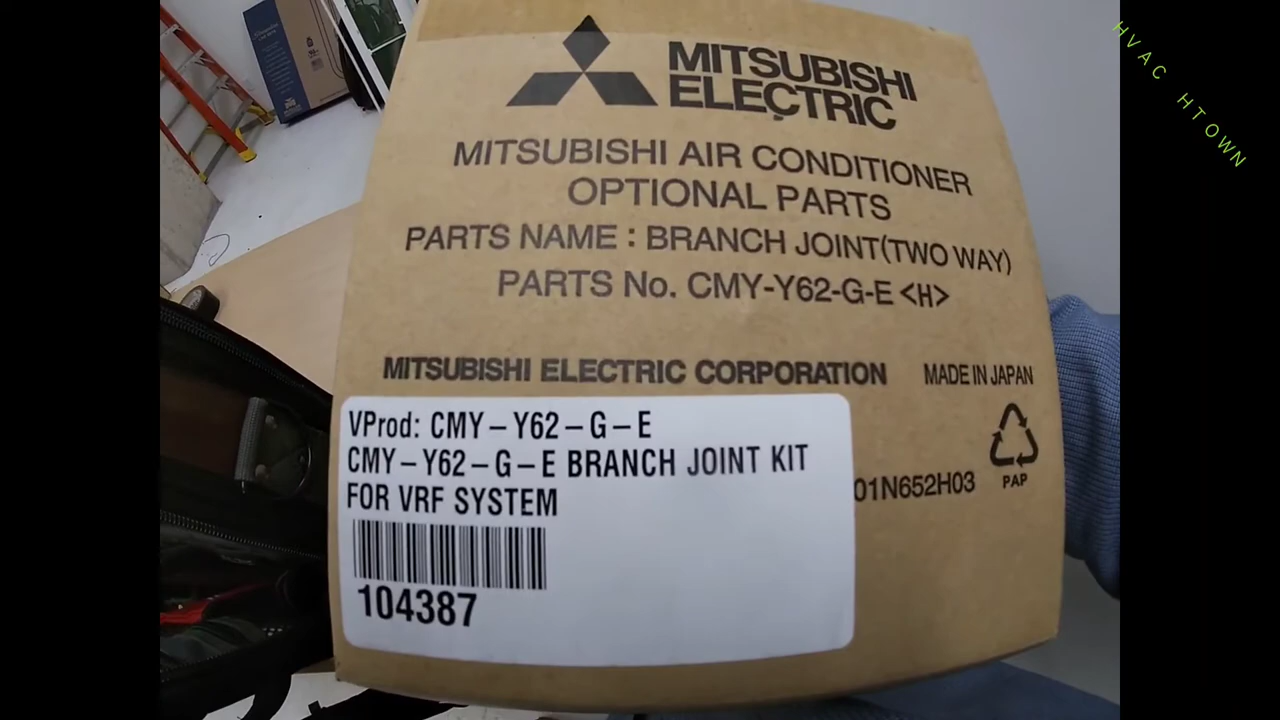 MITSUBISHI
ELECTRIC
MITSUBISHI AIR CONDITIONER
OPTIONAL PARTS
PARTS NAME : BRANCH JOINT(TWO WAY)
PARTS No. CMY-Y62-G-E <H>
MITSUBISHI ELECTRIC CORPORATION MADE IN JAPAN
VProd: CMY-Y62-G-E
CMY-Y62-G-E BRANCH JOINT KIT
FOR VRF SYSTEM
104387
01N652H03
PAP
HVAC HTOWN